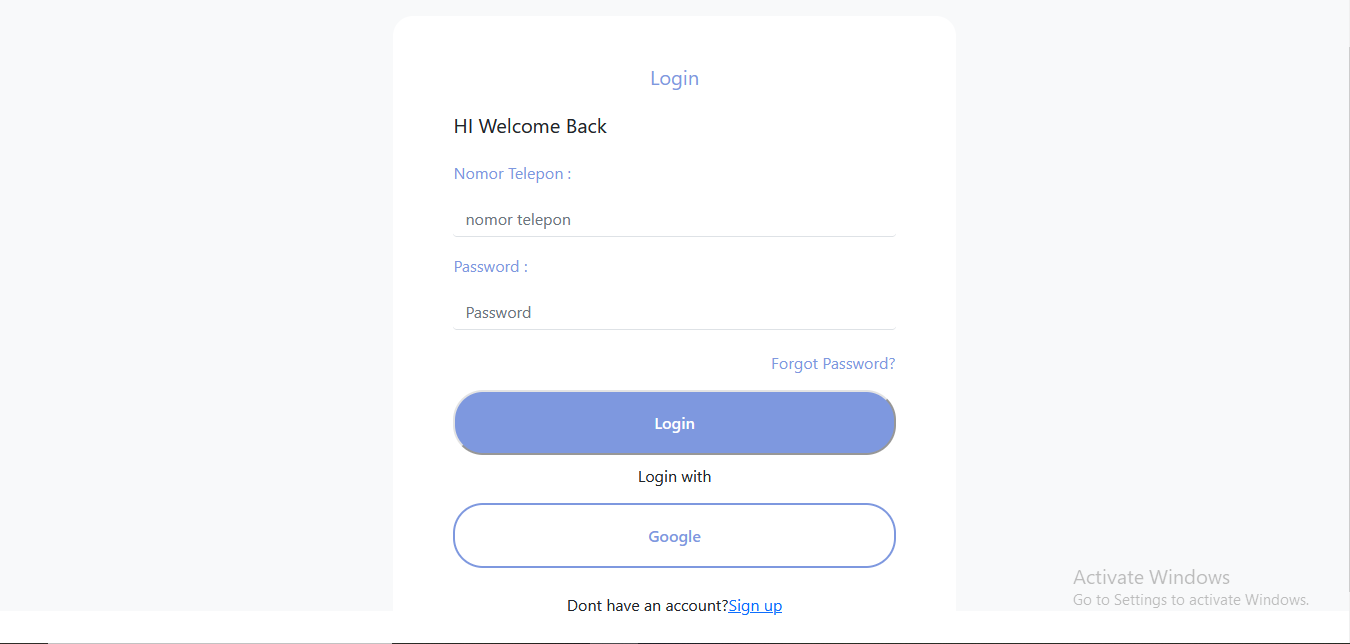 Login
HI Welcome Back
Nomor Telepon :
nomor telepon
Password :
Password
Forgot Password?
Login
Login with
Google
Dont have an account?Sign up
Activate Windows
Go to Settings to activate Windows.